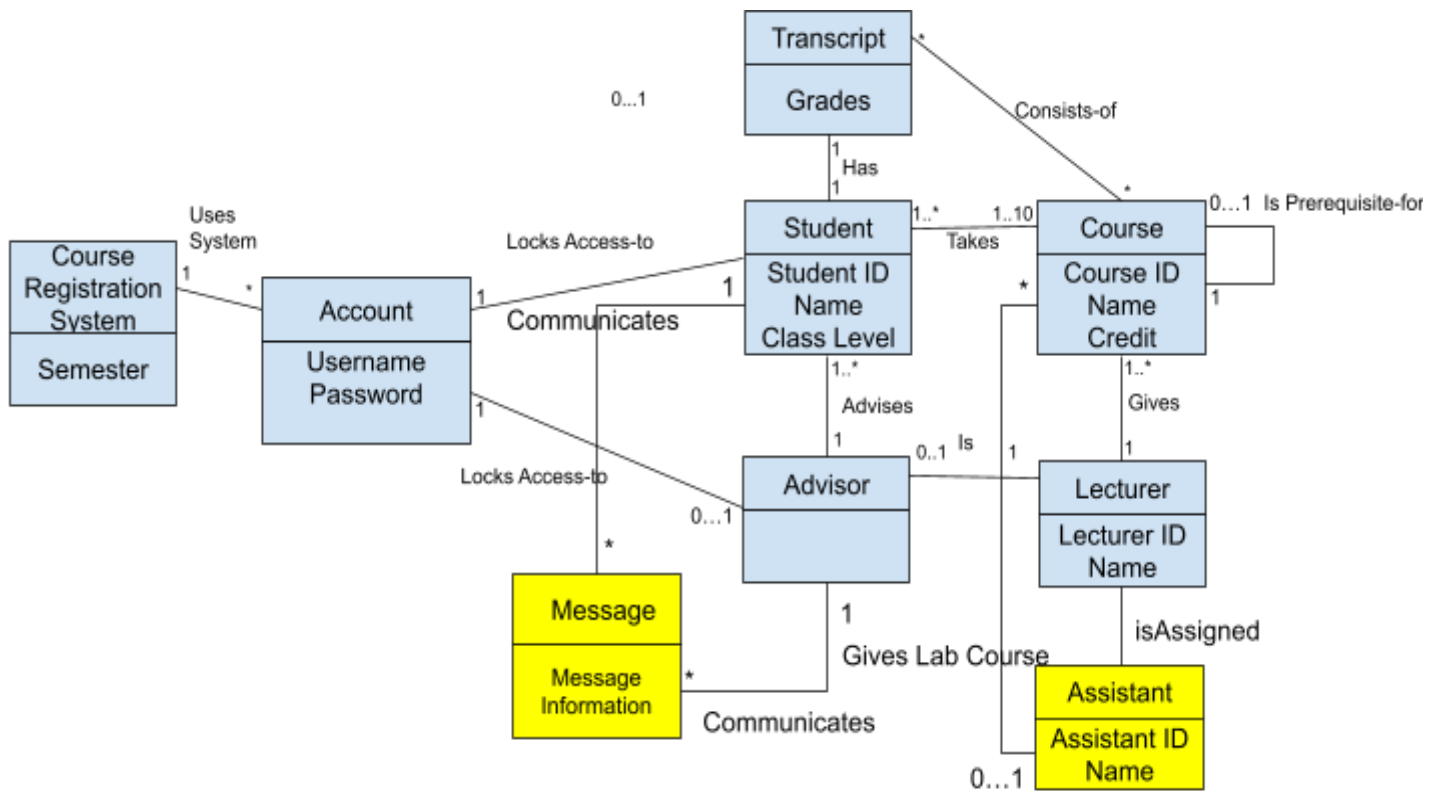 Transcript
*
Grades
0...1
Consists-of
1
Has
1
*
0...1 Is Prerequisite-for
Uses
System
Student
1..*
1..10
Takes
Course
Course
Registration
System
1
*
Locks Access-to
Student ID
Name
Class Level
1
Course ID
Name
Credit
*
1
Account
1
Communicates
Semester
Username
Password
1
1..*
Advises
1
1..*
Gives
1
Locks Access-to
0...1
Advisor
0..1
Is
1
Lecturer
Lecturer ID
Name
*
Message
1
isAssigned
Gives Lab Course
Message
Information
*
Communicates
Assistant
Assistant ID
Name
0...1